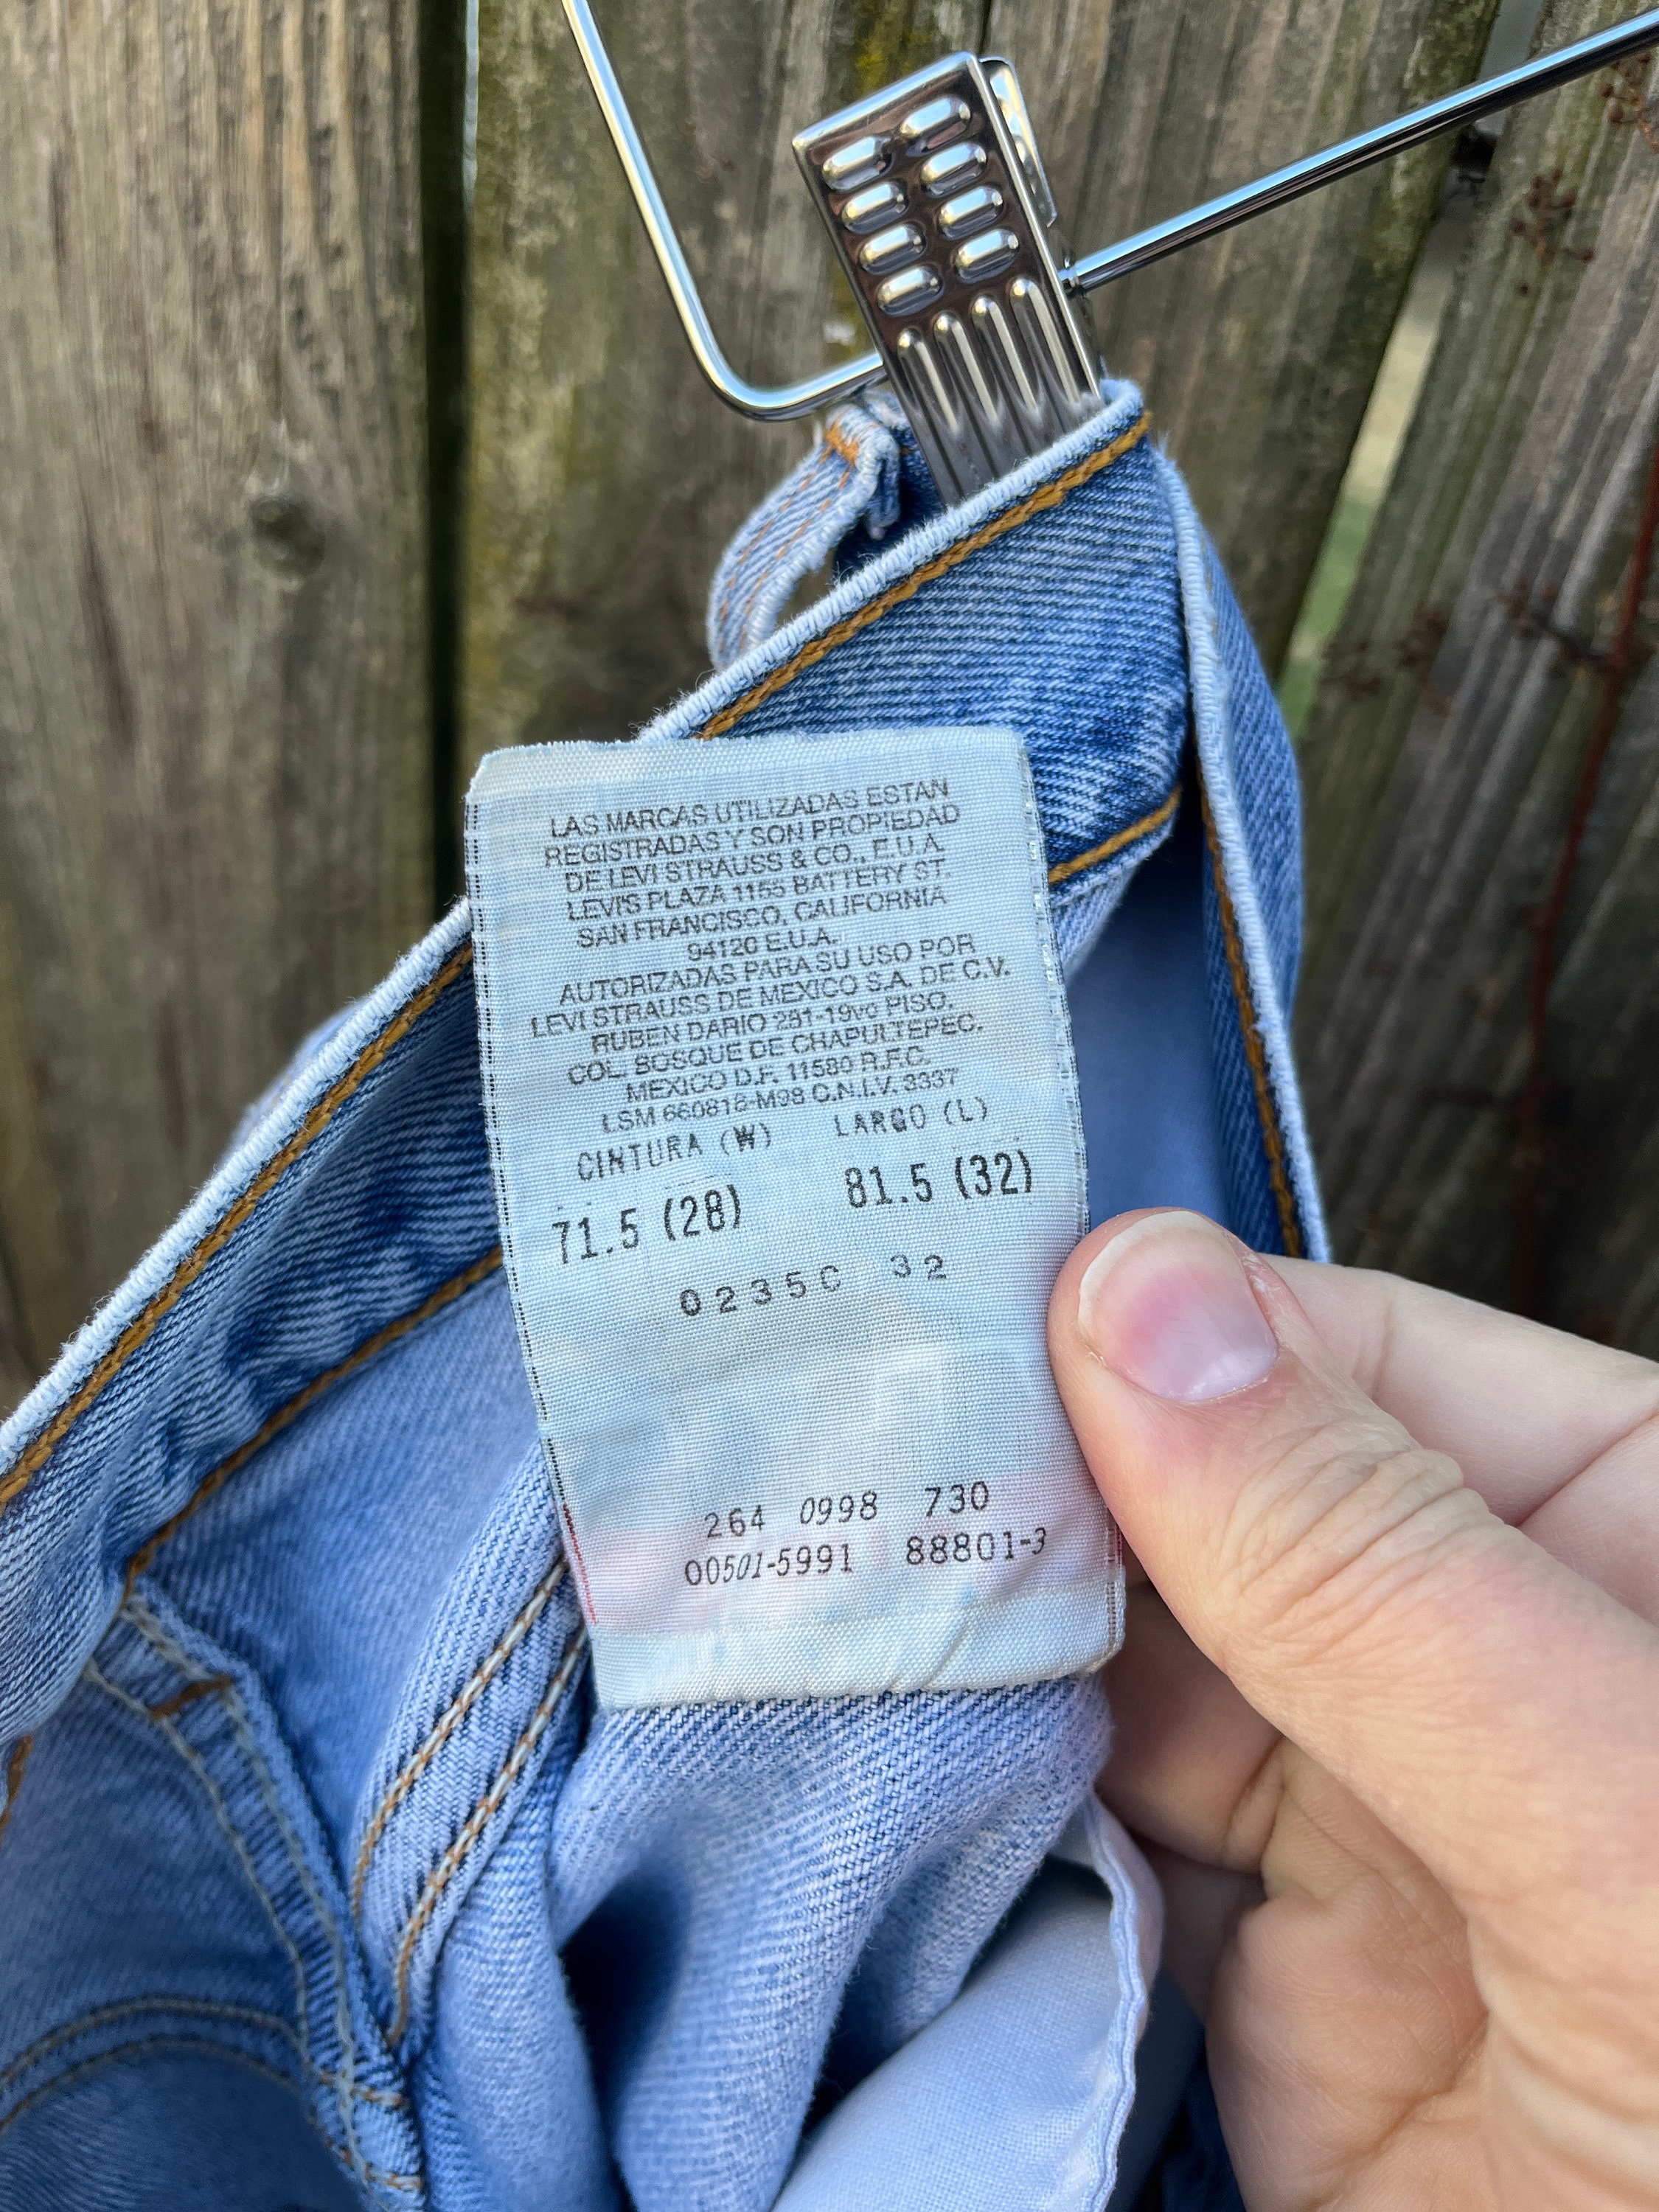 LAS MARCAS UTILIZADAS ESTAN
REGISTRADAS Y SON PROPIEDAD
DE LEVI STRAUSS & CO., E.U.A.
LEVI'S PLAZA 1155 BATTERY ST.
SAN FRANCISCO, CALIFORNIA
94120 E.U.A.
AUTORIZADAS PARA SU USO POR
LEVI STRAUSS DE MEXICO S.A. DE C.V.
RUBEN DARIO 281-19vo PISO.
COL. BOSQUE DE CHAPULTEPEC.
MEXICO D.F. 11580 R.F.C.
LSM 660818-M98 C.N.I.V. 3337
CINTURA (W) LARGO (L)
71.5 (28) 81.5 (32)
0235C 32
264 0998 730
00501-5991 88801-3